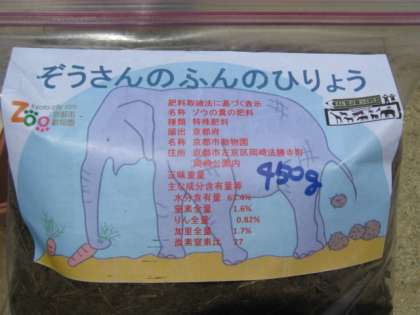 ぞうさんのふんのひりょう
Kyoto city zoo
Zoo
京都市
動物園
肥料取締法に基づく表示
名称 ゾウの糞の肥料
種類 特殊肥料
届出 京都府
名称 京都市動物園
住所 京都市左京区岡崎法勝寺町
岡崎公園内
正味重量 450g
主な成分含有量等
水分含有量 67.4%
窒素全量 1.6%
りん全量 0.82%
加里全量 1.7%
炭素窒素比 27